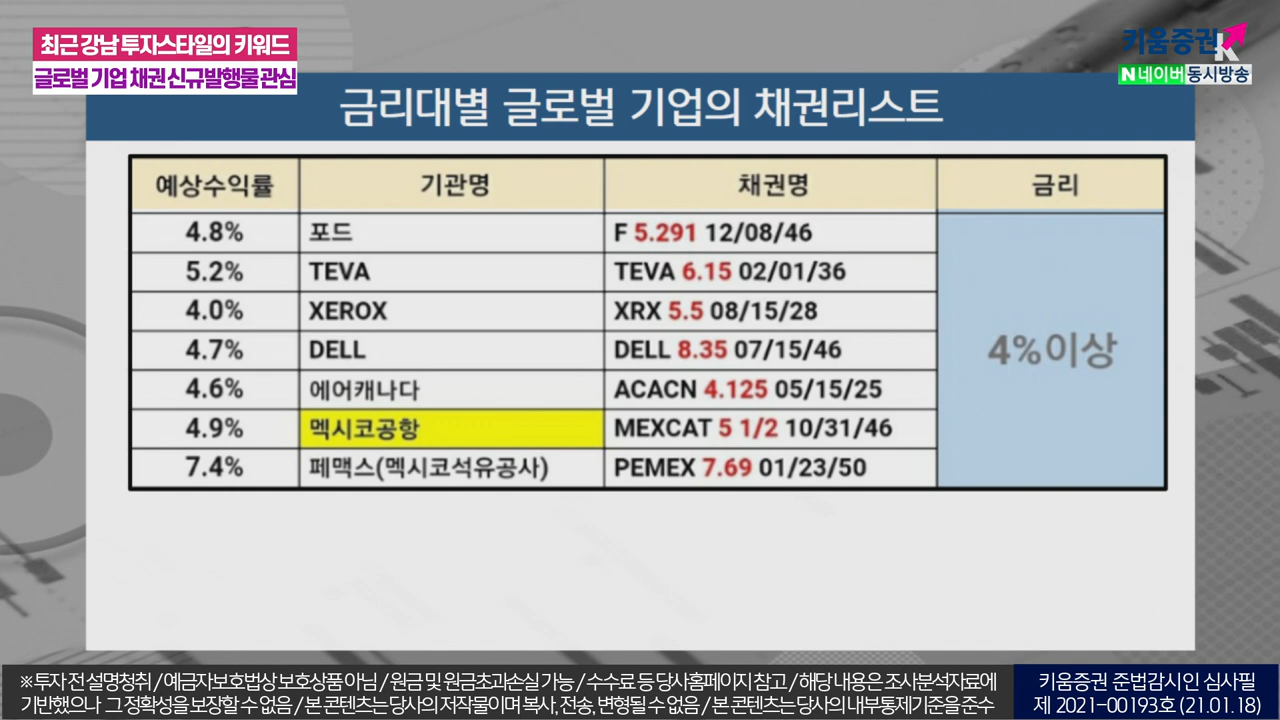 최근 강남 투자스타일의 키워드
글로벌 기업 채권 신규발행물 관심
키움증권
N 네이버 동시방송
금리대별 글로벌 기업의 채권리스트
예상수익률 기관명 채권명 금리
4.8% 포드 F 5.291 12/08/46
5.2% TEVA TEVA 6.15 02/01/36
4.0% XEROX XRX 5.5 08/15/28
4.7% DELL DELL 8.35 07/15/46
4.6% 에어캐나다 ACACN 4.125 05/15/25
4.9% 멕시코공항 MEXCAT 5 1/2 10/31/46
7.4% 페맥스(멕시코석유공사) PEMEX 7.69 01/23/50
4%이상
※ 투자 전 설명청취 / 예금자보호법상 보호상품 아님 / 원금 및 원금초과손실 가능 / 수수료 등 당사홈페이지 참고 / 해당 내용은 조사분석자료에
기반했으나 그 정확성을 보장할 수 없음 / 본 콘텐츠는 당사의 저작물이며 복사, 전송, 변형될 수 없음 / 본 콘텐츠는 당사의 내부통제기준을 준수
키움증권 준법감시인 심사필
제 2021-00193호 (21.01.18)